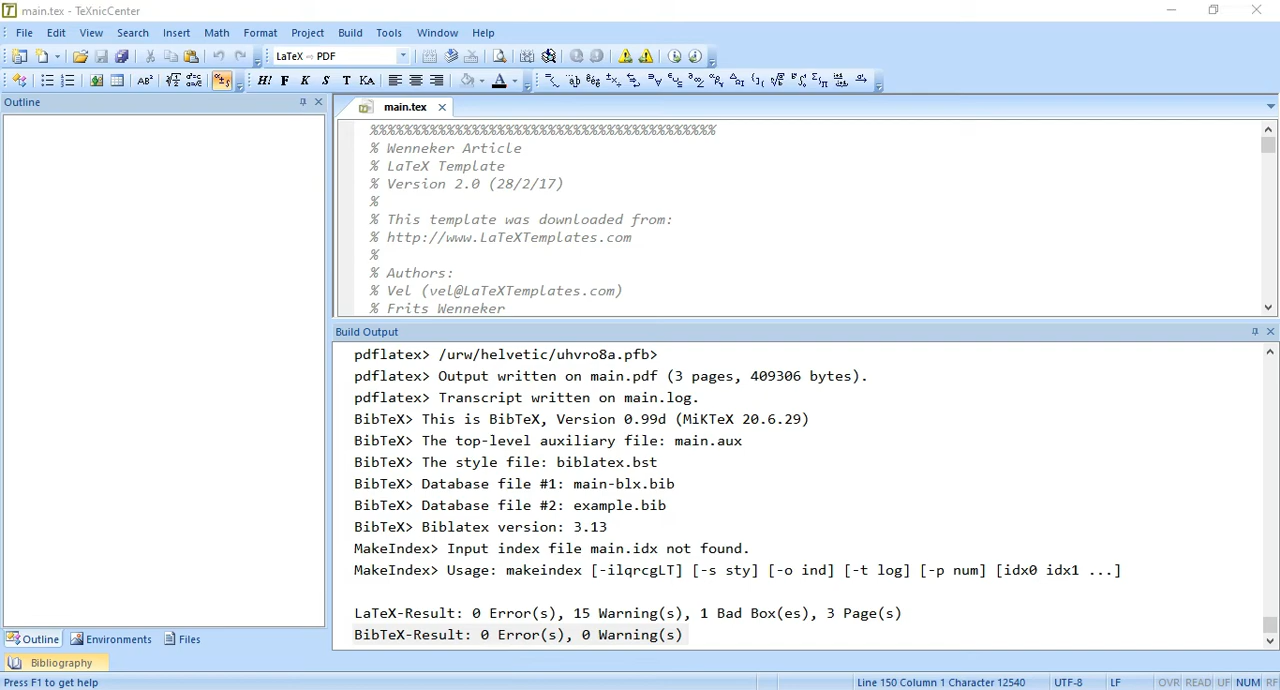 main.tex - TeXnicCenter
File Edit View Search Insert Math Format Project Build Tools Window Help
LaTeX ⇨ PDF
Outline
main.tex
%%%%%%%%%%%%%%%%%%%%%%%%%%%%%%%%%%%%%%%%%
% Wenneker Article
% LaTeX Template
% Version 2.0 (28/2/17)
%
% This template was downloaded from:
% http://www.LaTeXTemplates.com
%
% Authors:
% Vel (vel@LaTeXTemplates.com)
% Frits Wenneker
Build Output
pdflatex> /urw/helvetic/uhvro8a.pfb>
pdflatex> Output written on main.pdf (3 pages, 409306 bytes).
pdflatex> Transcript written on main.log.
BibTeX> This is BibTeX, Version 0.99d (MiKTeX 20.6.29)
BibTeX> The top-level auxiliary file: main.aux
BibTeX> The style file: biblatex.bst
BibTeX> Database file #1: main-blx.bib
BibTeX> Database file #2: example.bib
BibTeX> Biblatex version: 3.13
MakeIndex> Input index file main.idx not found.
MakeIndex> Usage: makeindex [-ilqrcgLT] [-s sty] [-o ind] [-t log] [-p num] [idx0 idx1 ...]
LaTeX-Result: 0 Error(s), 15 Warning(s), 1 Bad Box(es), 3 Page(s)
BibTeX-Result: 0 Error(s), 0 Warning(s)
Outline Environments Files
Bibliography
Press F1 to get help
Line 150 Column 1 Character 12540 UTF-8 LF OVR READ UF NUM RF